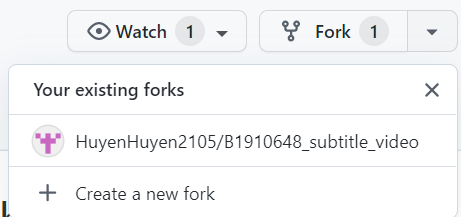 Watch 1 Fork 1
Your existing forks
HuyenHuyen2105/B1910648_subtitle_video
Create a new fork